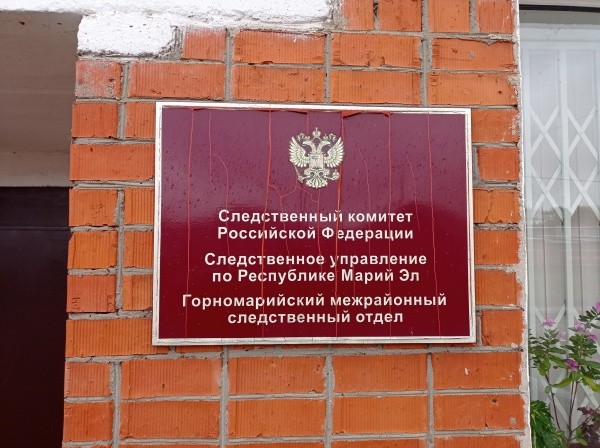 Следственный комитет
Российской Федерации
Следственное управление
по Республике Марий Эл
Горномарийский межрайонный
следственный отдел